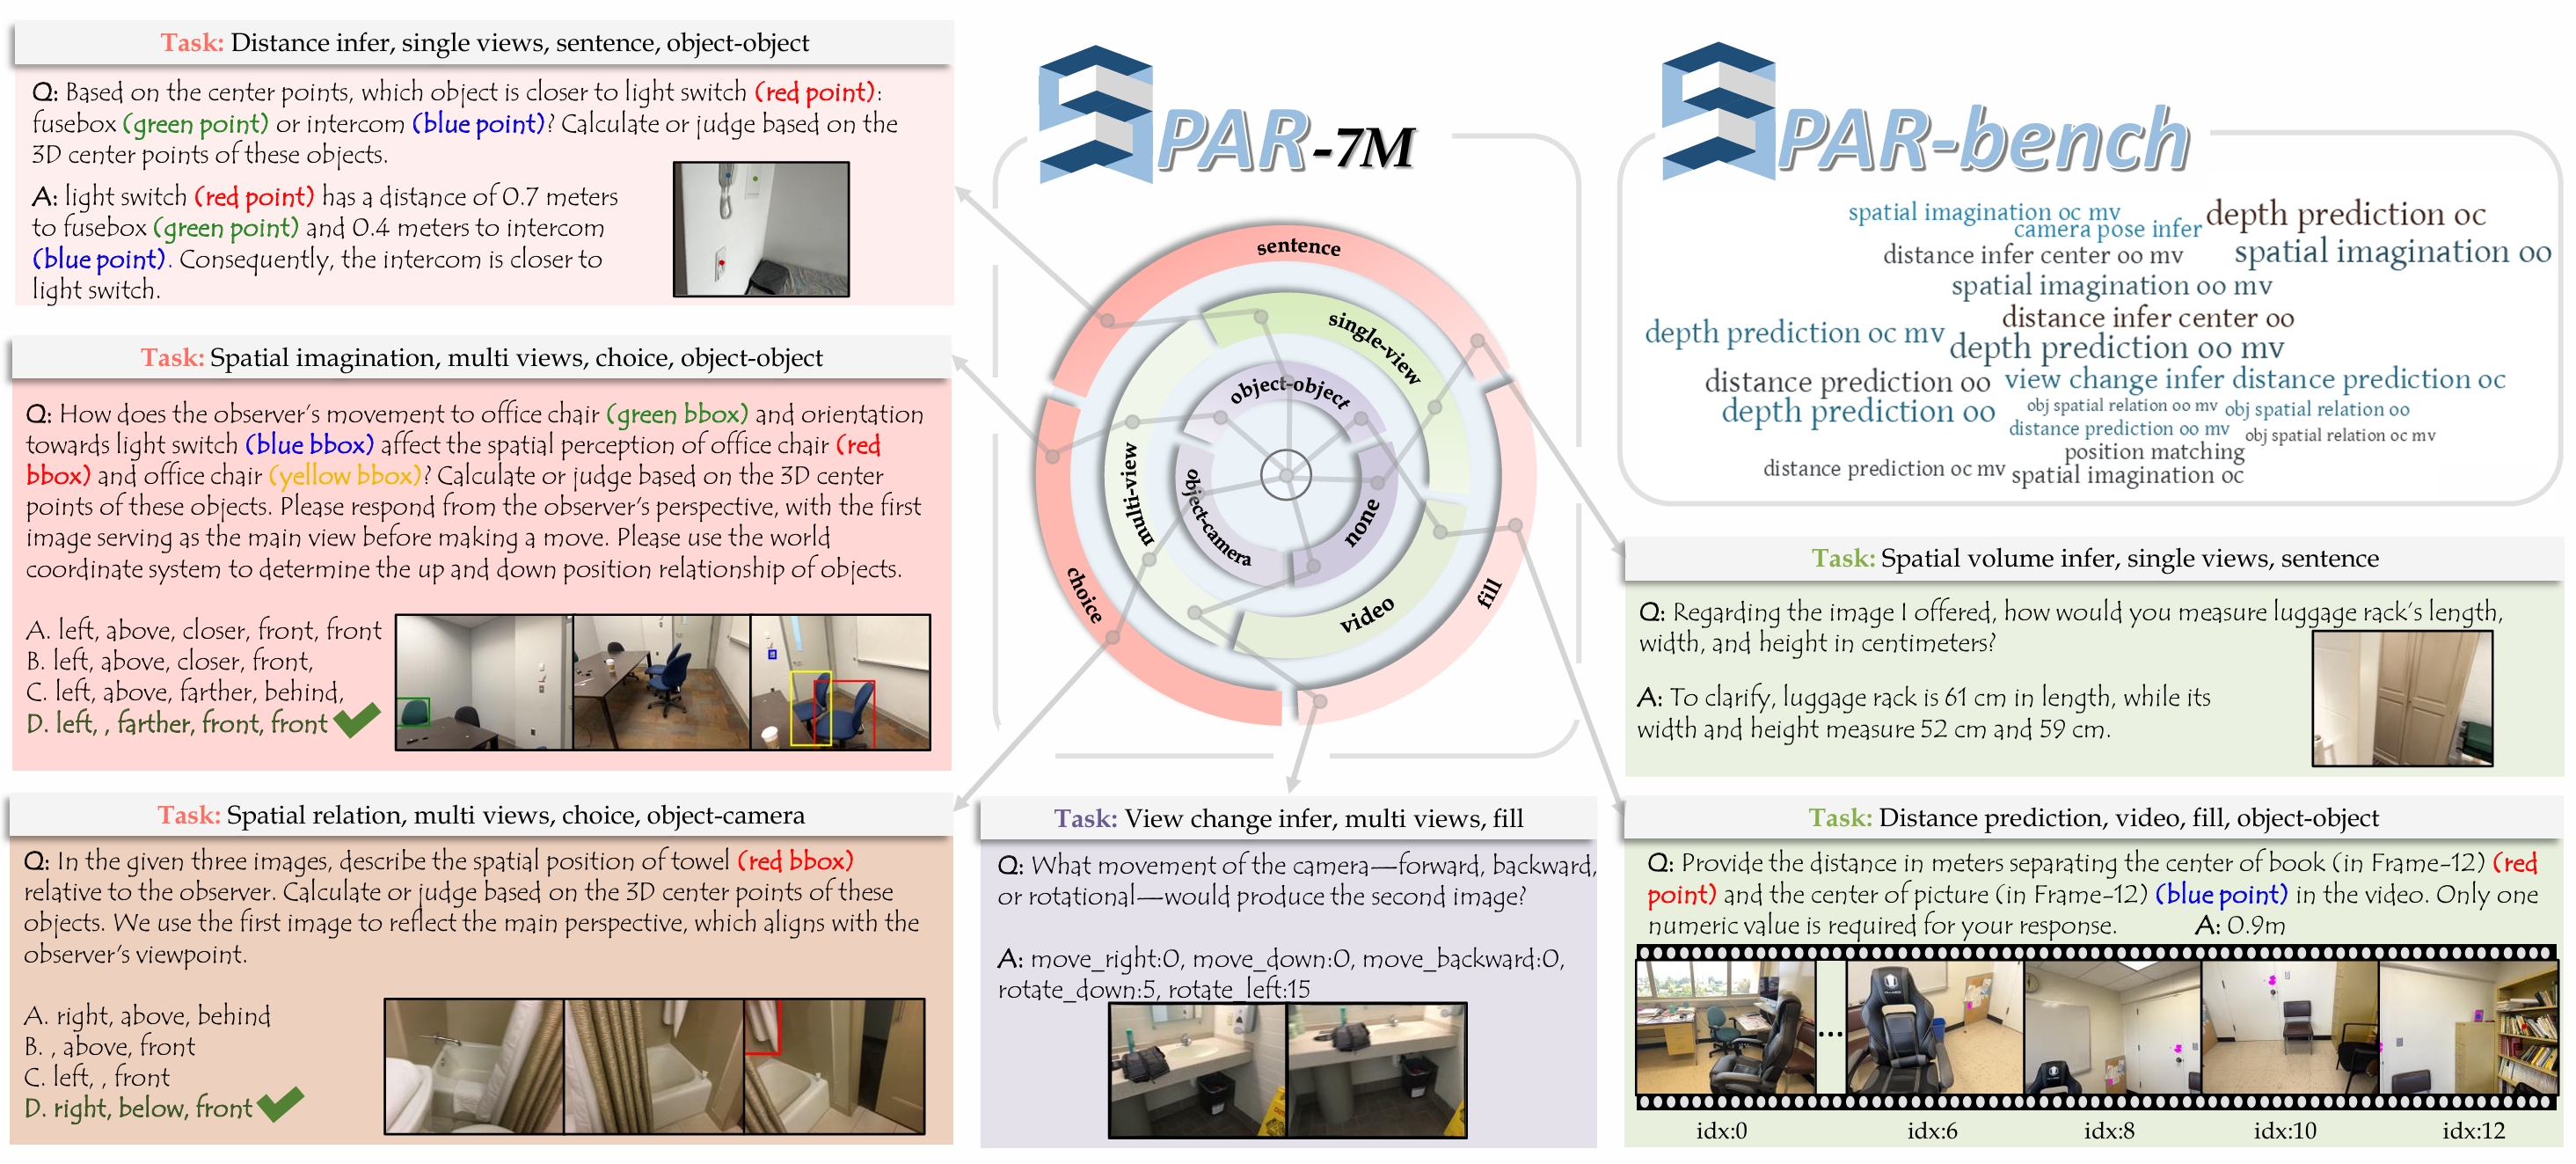 Task: Distance infer, single views, sentence, object-object
Q: Based on the center points, which object is closer to light switch (red point):
fusebox (green point) or intercom (blue point)? Calculate or judge based on the
3D center points of these objects.
A: light switch (red point) has a distance of 0.7 meters
to fusebox (green point) and 0.4 meters to intercom
(blue point). Consequently, the intercom is closer to
light switch.
Task: Spatial imagination, multi views, choice, object-object
Q: How does the observer's movement to office chair (green bbox) and orientation
towards light switch (blue bbox) affect the spatial perception of office chair (red
bbox) and office chair (yellow bbox)? Calculate or judge based on the 3D center
points of these objects. Please respond from the observer's perspective, with the first
image serving as the main view before making a move. Please use the world
coordinate system to determine the up and down position relationship of objects.
A. left, above, closer, front, front
B. left, above, closer, front,
C. left, above, farther, behind,
D. left, , farther, front, front
Task: Spatial relation, multi views, choice, object-camera
Q: In the given three images, describe the spatial position of towel (red bbox)
relative to the observer. Calculate or judge based on the 3D center points of these
objects. We use the first image to reflect the main perspective, which aligns with the
observer's viewpoint.
A. right, above, behind
B. , above, front
C. left, , front
D. right, below, front
SPAR-7M
sentence
single-view
object-object
multi-view
object-camera
none
choice
video
fill
Task: View change infer, multi views, fill
Q: What movement of the camera—forward, backward,
or rotational—would produce the second image?
A: move_right:0, move_down:0, move_backward:0,
rotate_down:5, rotate_left:15
SPAR-bench
spatial imagination oc mv
camera pose infer
depth prediction oc
distance infer center oo mv
spatial imagination oo
spatial imagination oo mv
distance infer center oo
depth prediction oc mv
depth prediction oo mv
distance prediction oo
view change infer
distance prediction oc
depth prediction oo
obj spatial relation oo mv
obj spatial relation oo
distance prediction oo mv
obj spatial relation oc mv
position matching
distance prediction oc mv
spatial imagination oc
Task: Spatial volume infer, single views, sentence
Q: Regarding the image I offered, how would you measure luggage rack's length,
width, and height in centimeters?
A: To clarify, luggage rack is 61 cm in length, while its
width and height measure 52 cm and 59 cm.
Task: Distance prediction, video, fill, object-object
Q: Provide the distance in meters separating the center of book (in Frame-12) (red
point) and the center of picture (in Frame-12) (blue point) in the video. Only one
numeric value is required for your response. A: 0.9m
...
idx:0
idx:6
idx:8
idx:10
idx:12